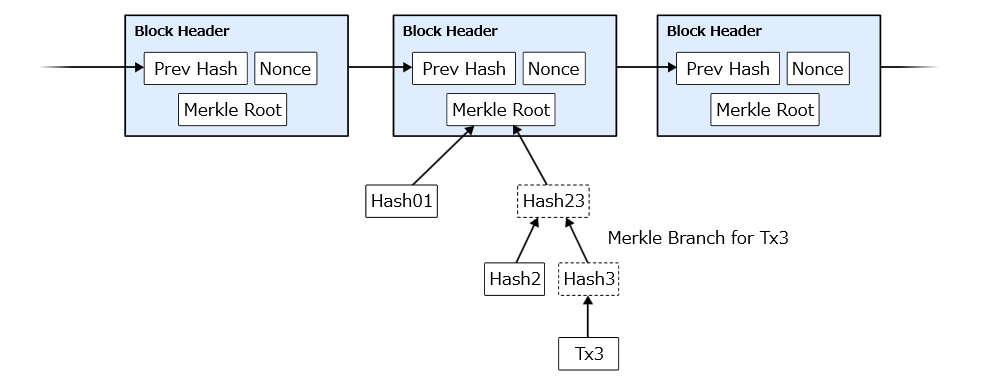 Block Header
Prev Hash
Nonce
Merkle Root
Block Header
Prev Hash
Nonce
Merkle Root
Block Header
Prev Hash
Nonce
Merkle Root
Hash01
Hash23
Merkle Branch for Tx3
Hash2
Hash3
Tx3